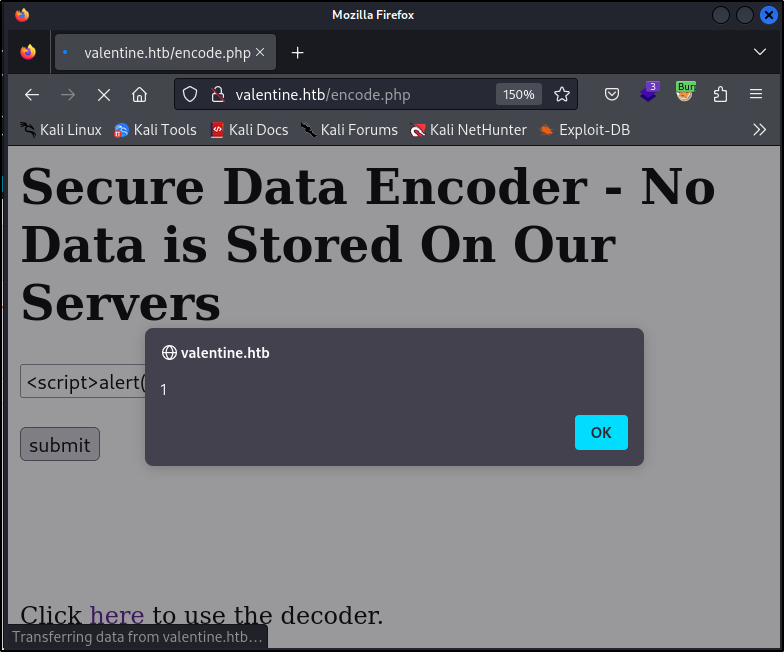 Mozilla Firefox
valentine.htb/encode.php
valentine.htb/encode.php 150% 3 Burr
Kali Linux Kali Tools Kali Docs Kali Forums Kali NetHunter Exploit-DB
Secure Data Encoder - No
Data is Stored On Our
Servers
valentine.htb
<script>alert(
1
OK
submit
Click here to use the decoder.
Transferring data from valentine.htb…